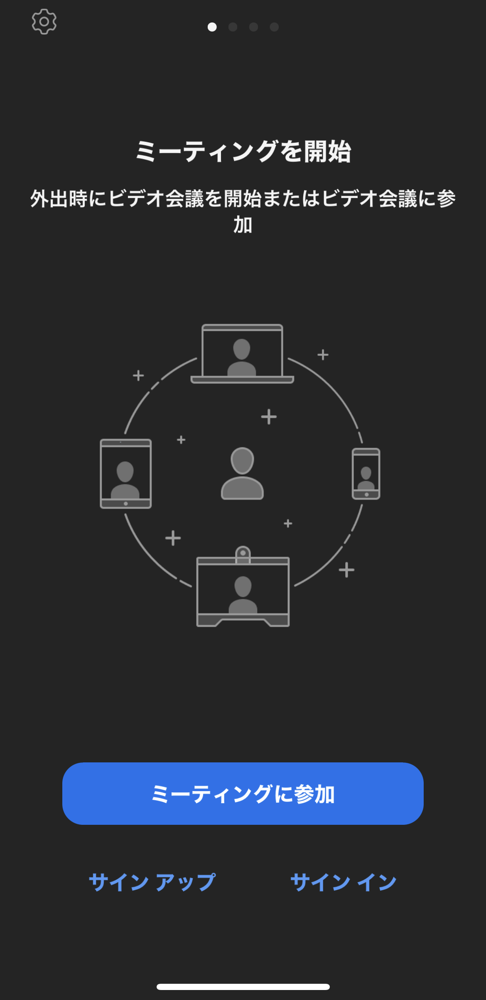 ミーティングを開始
外出時にビデオ会議を開始またはビデオ会議に参
加
ミーティングに参加
サイン アップ
サイン イン